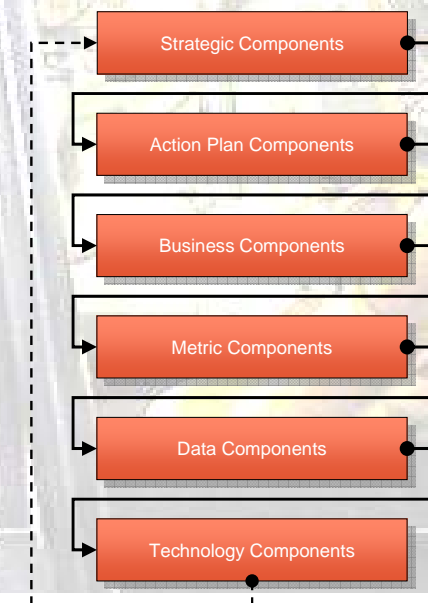 Strategic Components
Action Plan Components
Business Components
Metric Components
Data Components
Technology Components